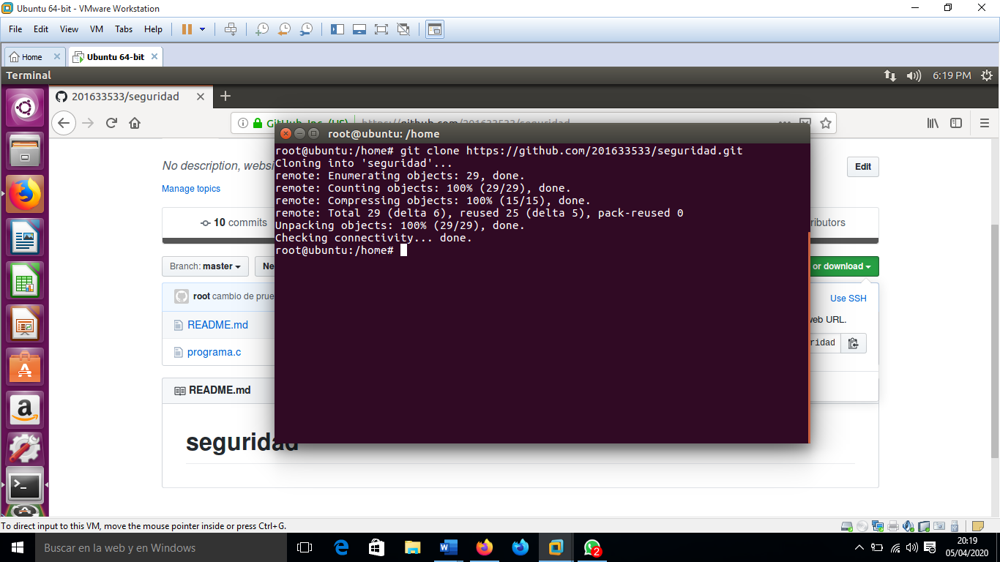 Ubuntu 64-bit - VMware Workstation
File Edit View VM Tabs Help
Home Ubuntu 64-bit
Terminal 6:19 PM
201633533/seguridad
GitHub, Inc. (US) https://github.com/201633533/seguridad
root@ubuntu: /home
root@ubuntu:/home# git clone https://github.com/201633533/seguridad.git
Cloning into 'seguridad'...
remote: Enumerating objects: 29, done.
remote: Counting objects: 100% (29/29), done.
remote: Compressing objects: 100% (15/15), done.
remote: Total 29 (delta 6), reused 25 (delta 5), pack-reused 0
Unpacking objects: 100% (29/29), done.
Checking connectivity... done.
root@ubuntu:/home#
No description, websi
Edit
Manage topics
10 commits
ributors
Branch: master
Ne
or download
root cambio de prue
Use SSH
web URL.
README.md
ridad
programa.c
README.md
seguridad
To direct input to this VM, move the mouse pointer inside or press Ctrl+G.
Buscar en la web y en Windows
2
20:19
05/04/2020